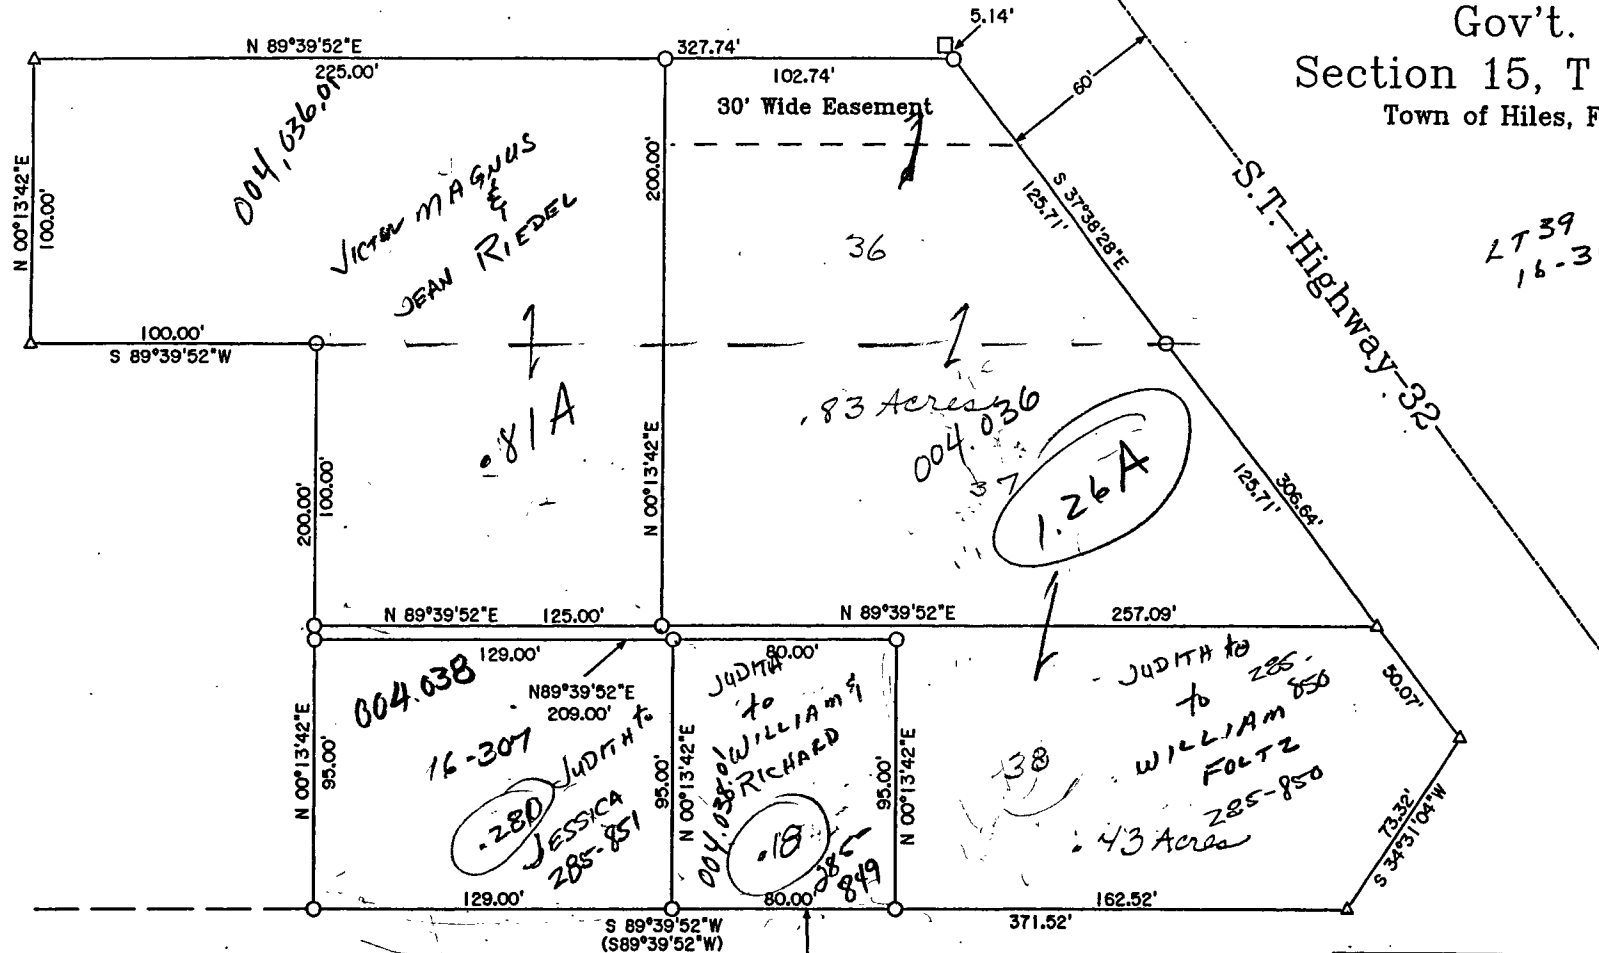 5.14'
Gov't.
Section 15, T
Town of Hiles, F
N 89°39'52"E
225.00'
327.74'
102.74'
30' Wide Easement
60'
004,036,01
VICTOR MAGNUS
&
JEAN RIEDEL
N 00°13'42"E
100.00'
200.00'
36
S 37°38'28"E
125.71'
S.T. Highway 32
LT 39
16-3
100.00'
S 89°39'52"W
.81 A
.83 Acres
004.036
37
1.26 A
200.00'
100.00'
N 00°13'42"E
306.64'
125.71'
N 89°39'52"E 125.00'
N 89°39'52"E 257.09'
129.00'
N89°39'52"E
209.00'
004.038
16-307
JUDITH to
JESSICA
285-851
.280
N 00°13'42"E
95.00'
129.00'
80.00'
JUDITH
to
WILLIAM &
RICHARD
004.038.01
N 00°13'42"E
95.00'
.18
285-
849
80.00'
95.00'
N 00°13'42"E
38
JUDITH to
285-
850
to
WILLIAM
FOLTZ
285-850
.43 Acres
50.07'
73.32'
S 34°31'04"W
162.52'
371.52'
S 89°39'52"W
(S89°39'52"W)